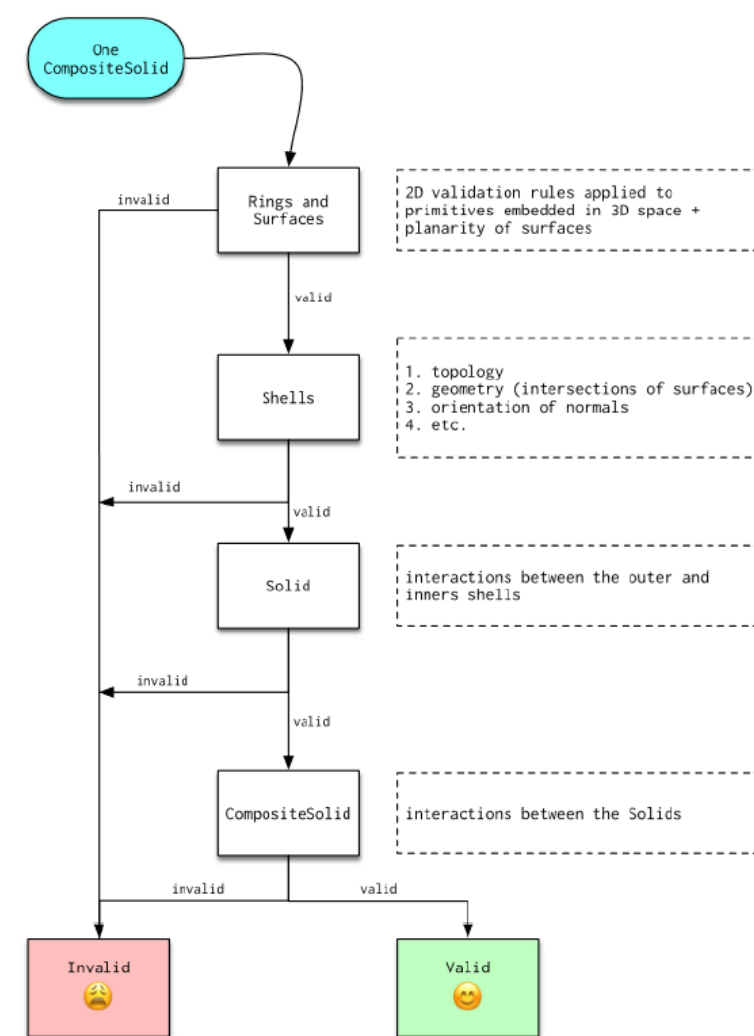 One
CompositeSolid
invalid
Rings and
Surfaces
2D validation rules applied to
primitives embedded in 3D space +
planarity of surfaces
valid
Shells
1. topology
2. geometry (intersections of surfaces)
3. orientation of normals
4. etc.
invalid
valid
Solid
interactions between the outer and
inners shells
invalid
valid
CompositeSolid
interactions between the Solids
invalid
valid
Invalid
Valid